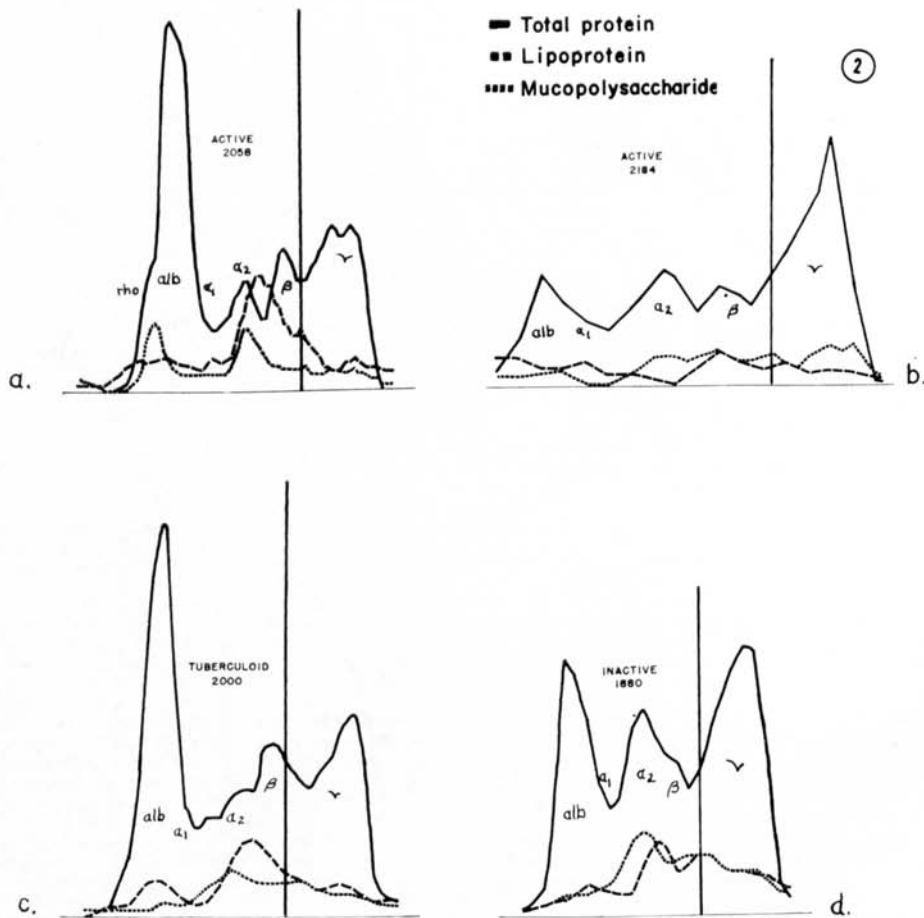 Total protein
Lipoprotein
Mucopolysaccharide
2
ACTIVE
2058
rho
alb
α1
α2
β
γ
a.
ACTIVE
2184
alb
α1
α2
β
γ
b.
TUBERCULOID
2000
alb
α1
α2
β
γ
c.
INACTIVE
1880
alb
α1
α2
β
γ
d.